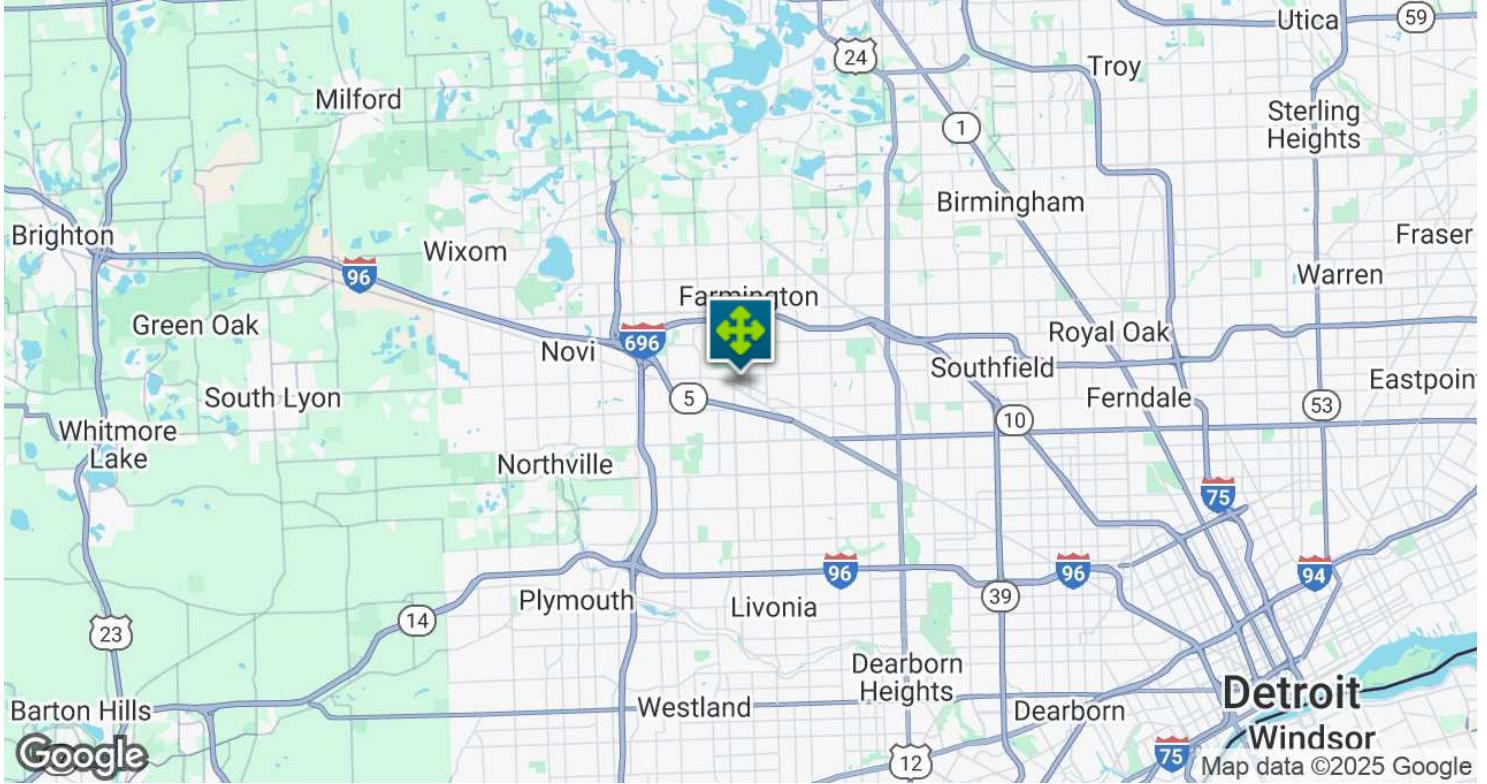 Utica
59
24
Troy
Milford
Sterling
Heights
1
Birmingham
Brighton
Wixom
Fraser
96
Warren
Farmington
Green Oak
696
Novi
Royal Oak
Southfield
South Lyon
5
Ferndale
Eastpoin
53
10
Whitmore
Lake
Northville
75
96
96
94
Plymouth
Livonia
39
14
23
Dearborn
Heights
Detroit
Barton Hills
Westland
Dearborn
Windsor
Google
12
75
Map data ©2025 Google